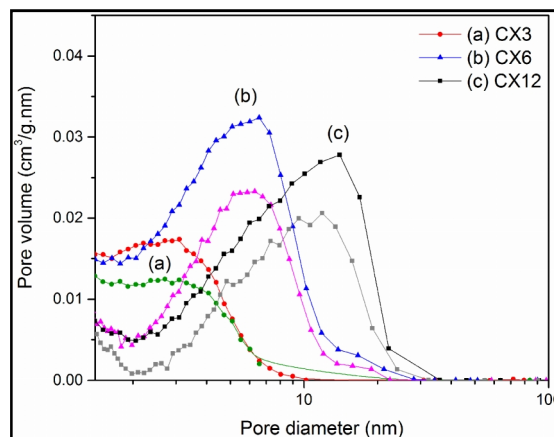 0.04
0.03
0.02
0.01
0.00
Pore volume (cm³/g.nm)
(a) CX3
(b) CX6
(c) CX12
(b)
(c)
(a)
10
100
Pore diameter (nm)